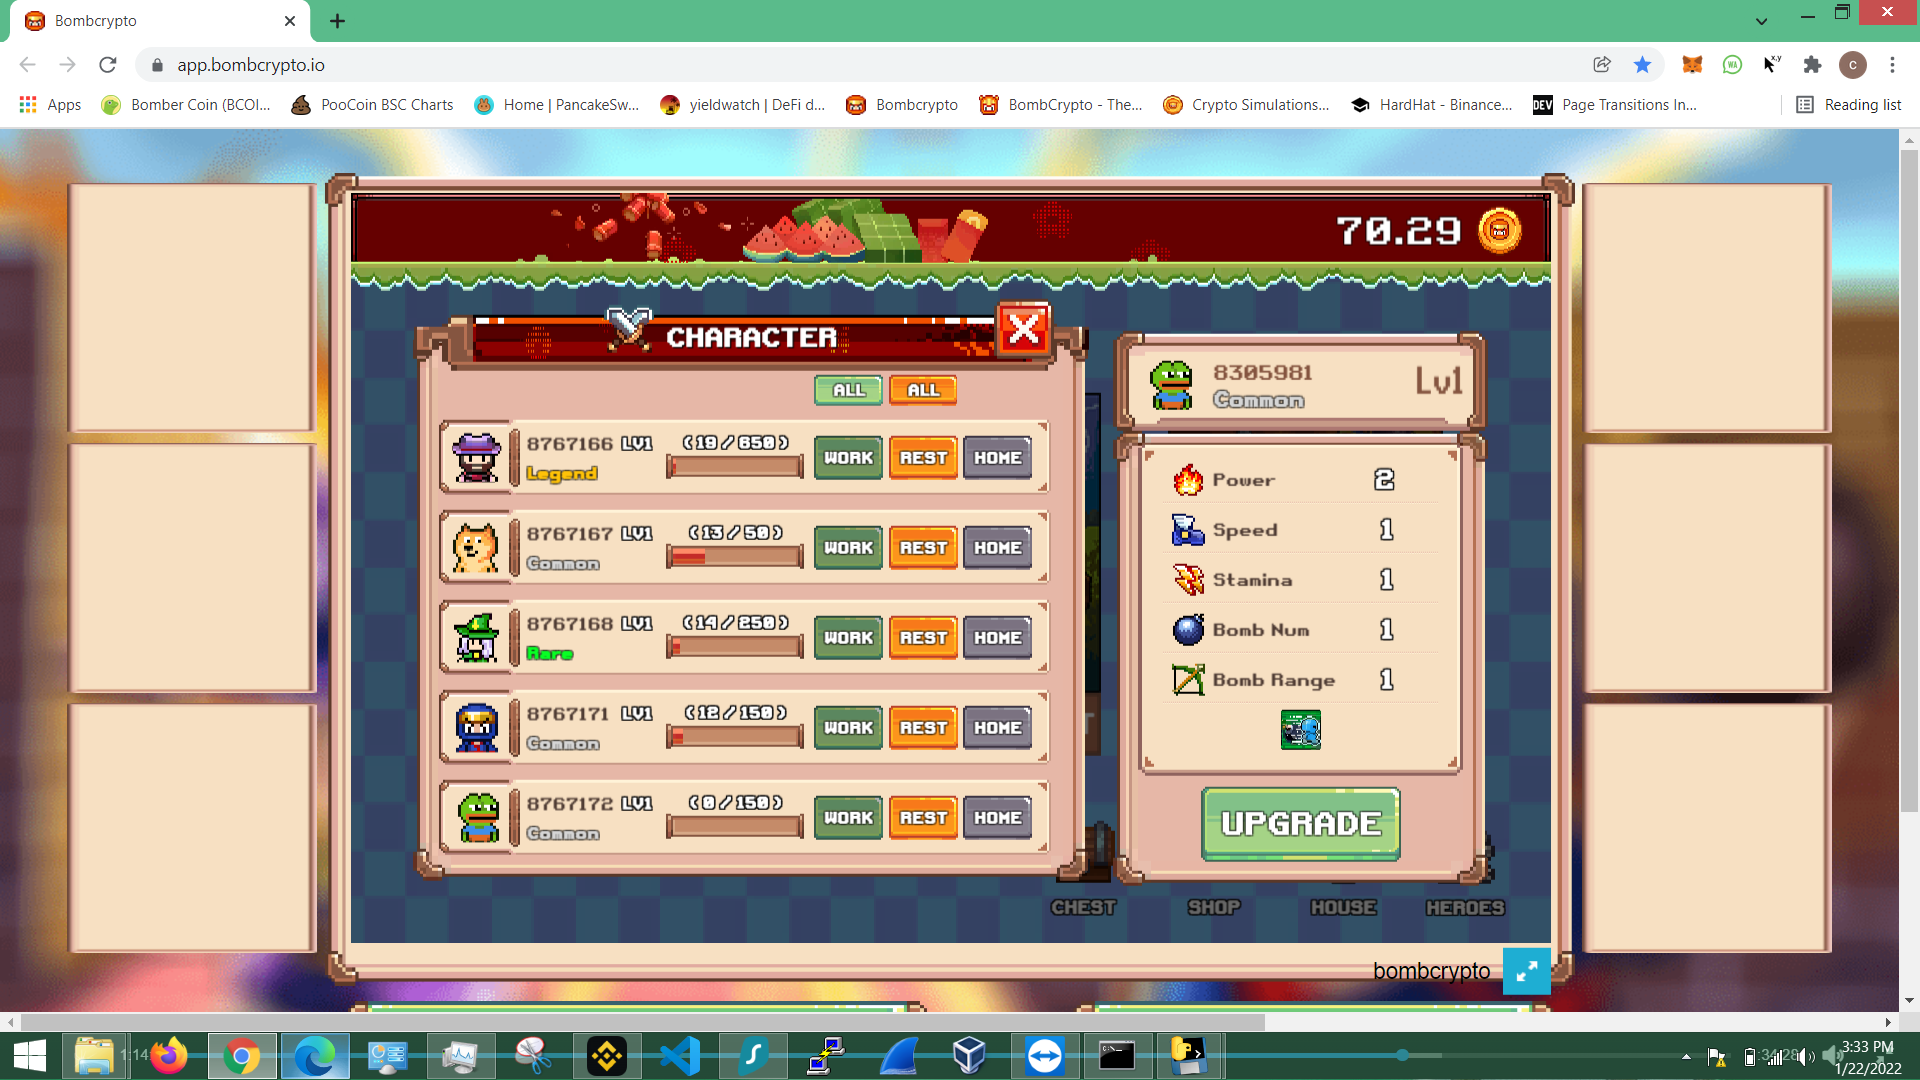 Bombcrypto
app.bombcrypto.io
Apps
Bomber Coin (BCOI...
PooCoin BSC Charts
Home | PancakeSw...
yieldwatch | DeFi d...
Bombcrypto
BombCrypto - The...
Crypto Simulations...
HardHat - Binance...
DEV
Page Transitions In...
Reading list
70.29
CHARACTER
ALL ALL
8767166 LV1 (19/650) WORK REST HOME
Legend
8767167 LV1 (13/50) WORK REST HOME
Common
8767168 LV1 (14/250) WORK REST HOME
Rare
8767171 LV1 (12/150) WORK REST HOME
Common
8767172 LV1 (0/150) WORK REST HOME
Common
8305981 Lv1
Common
Power 2
Speed 1
Stamina 1
Bomb Num 1
Bomb Range 1
UPGRADE
CHEST SHOP HOUSE HEROES
bombcrypto
3:33 PM
1/22/2022